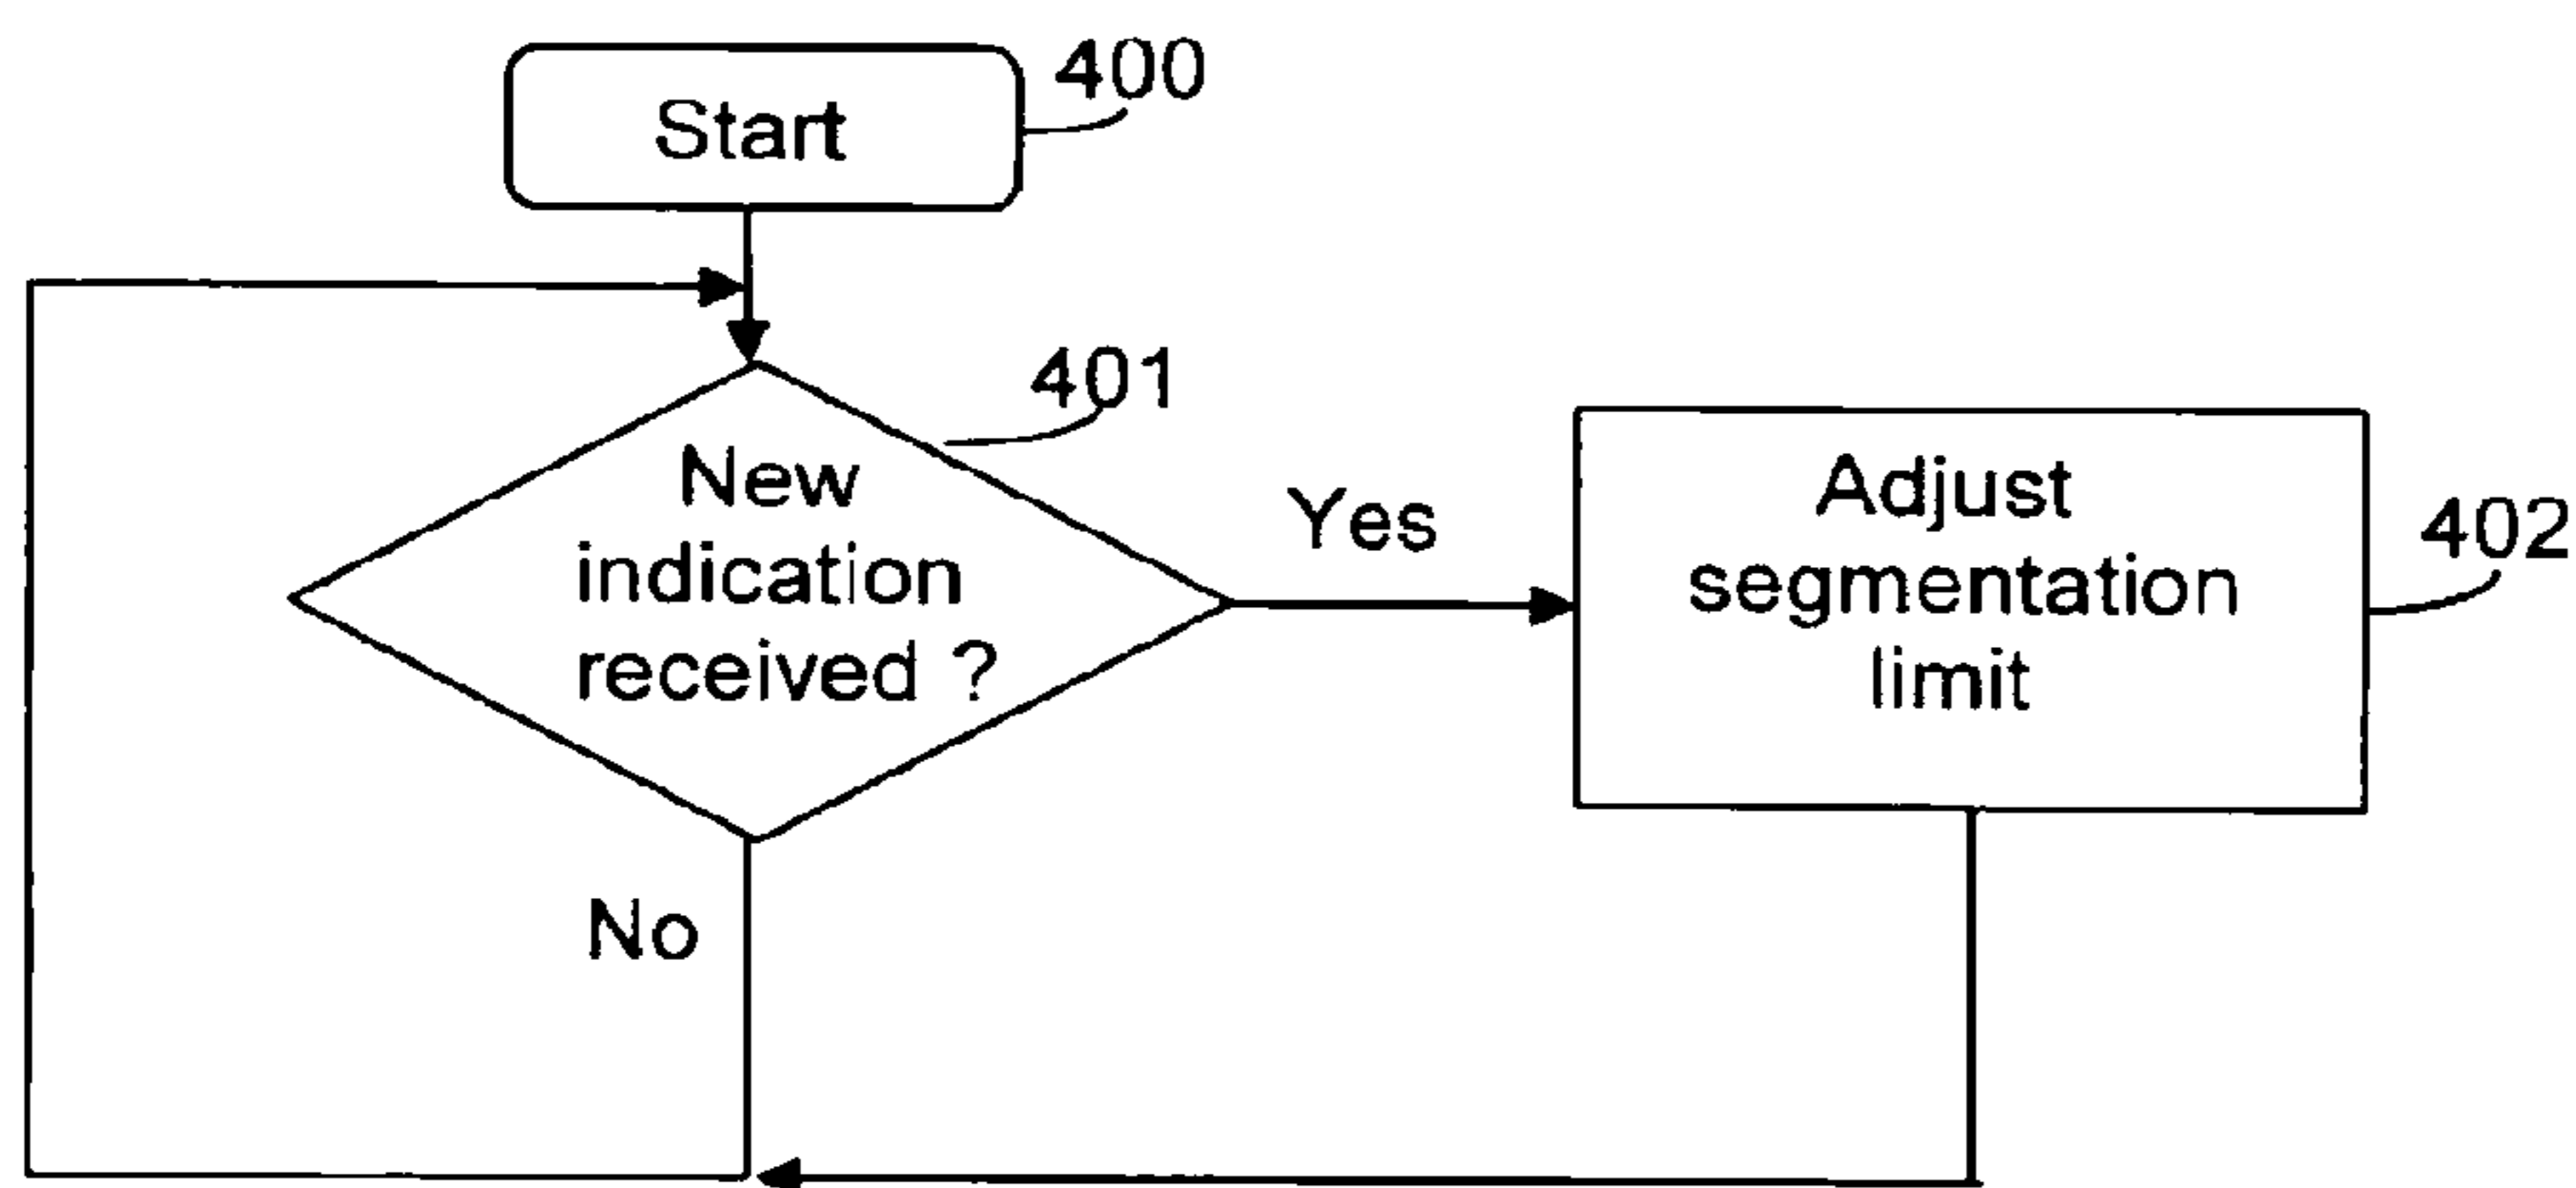 Start
400
401
New
indication
received ?
Yes
Adjust
segmentation
limit
402
No